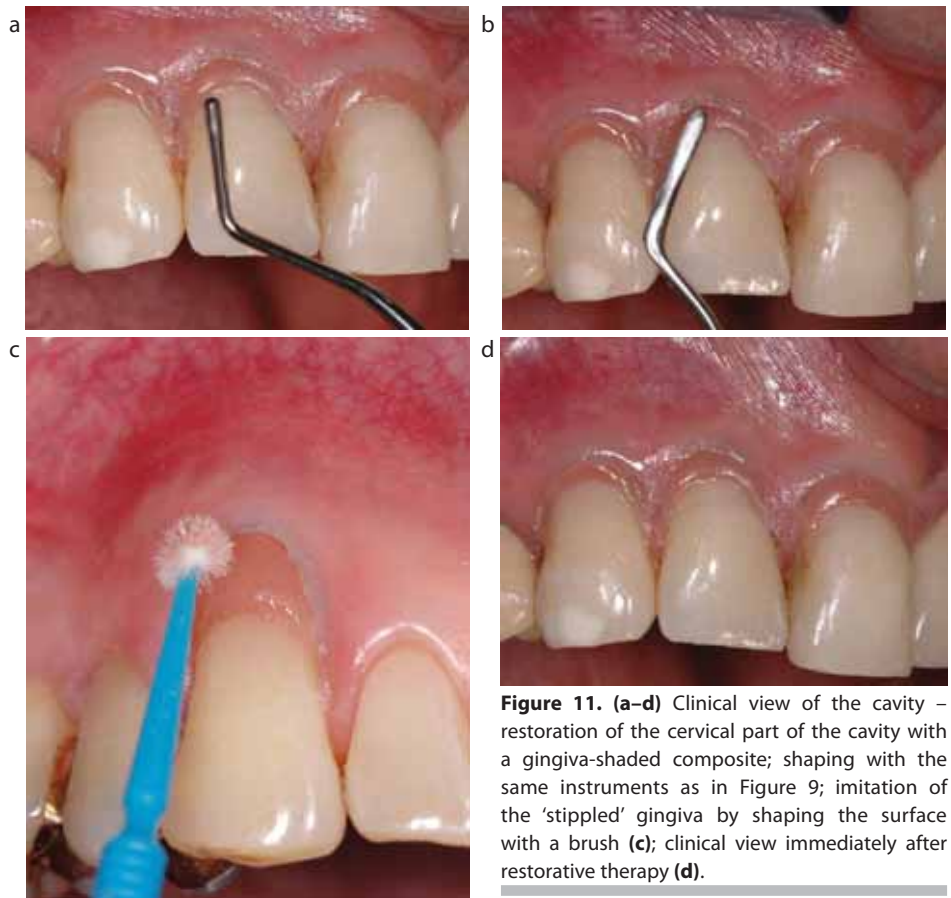 a
b
c
d
Figure 11. (a–d) Clinical view of the cavity –
restoration of the cervical part of the cavity with
a gingiva-shaded composite; shaping with the
same instruments as in Figure 9; imitation of
the ‘stippled’ gingiva by shaping the surface
with a brush (c); clinical view immediately after
restorative therapy (d).